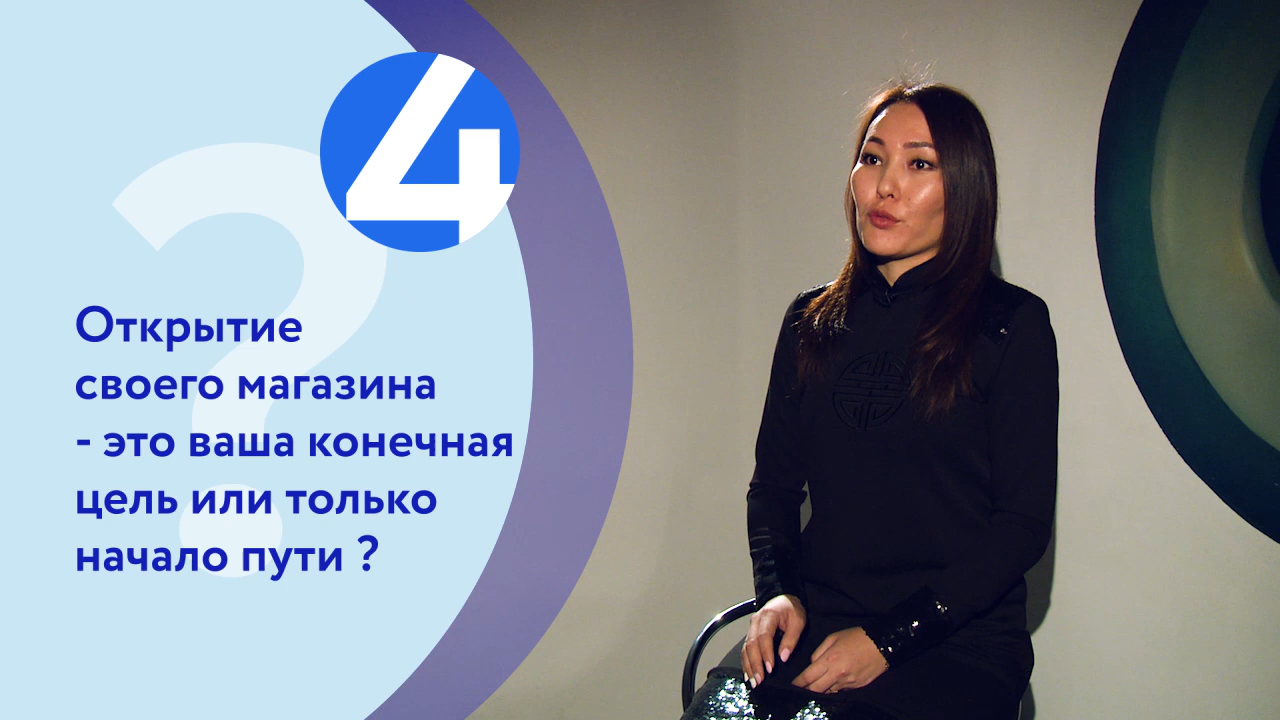 4
Открытие
своего магазина
- это ваша конечная
цель или только
начало пути ?